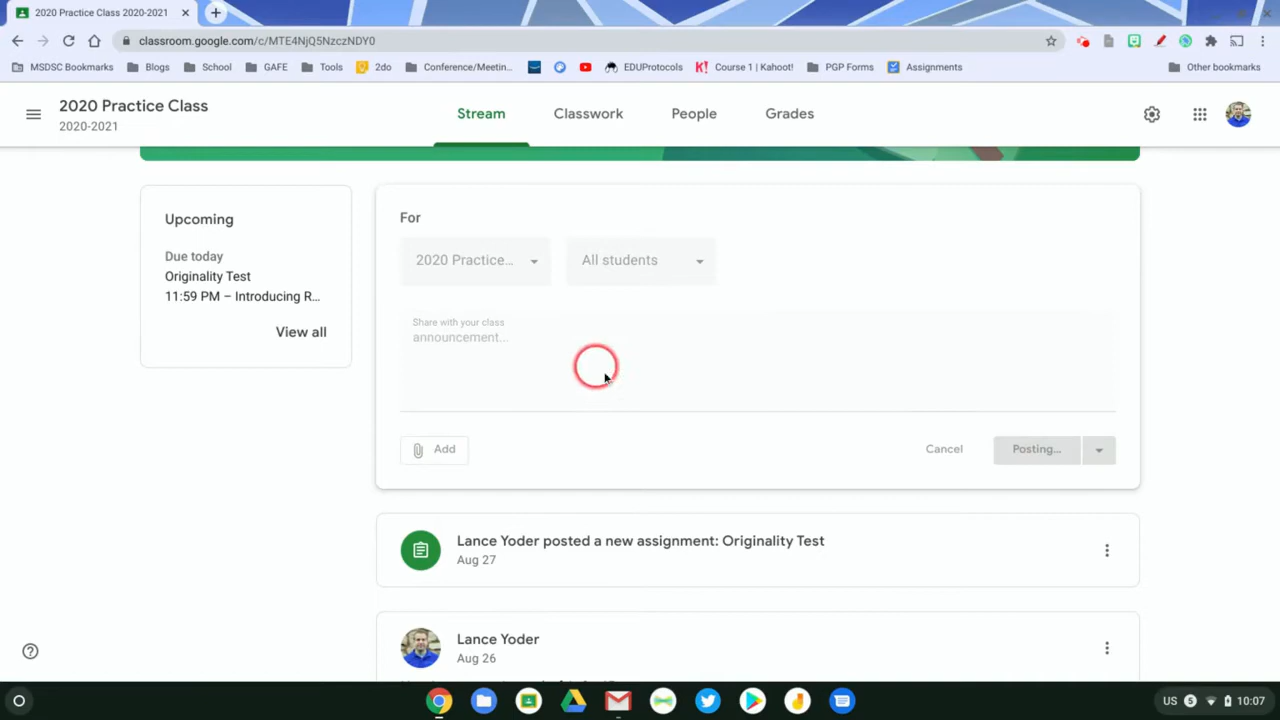 2020 Practice Class 2020-2021
classroom.google.com/c/MTE4NjQ5NzczNDY0
MSDSC Bookmarks
Blogs
School
GAFE
Tools
2do
Conference/Meetin...
EDUProtocols
K! Course 1 | Kahoot!
PGP Forms
Assignments
Other bookmarks
2020 Practice Class
2020-2021
Stream
Classwork
People
Grades
Upcoming
Due today
Originality Test
11:59 PM – Introducing R...
View all
For
2020 Practice...
All students
Share with your class
announcement...
Add
Cancel
Posting...
Lance Yoder posted a new assignment: Originality Test
Aug 27
Lance Yoder
Aug 26
US 5 10:07